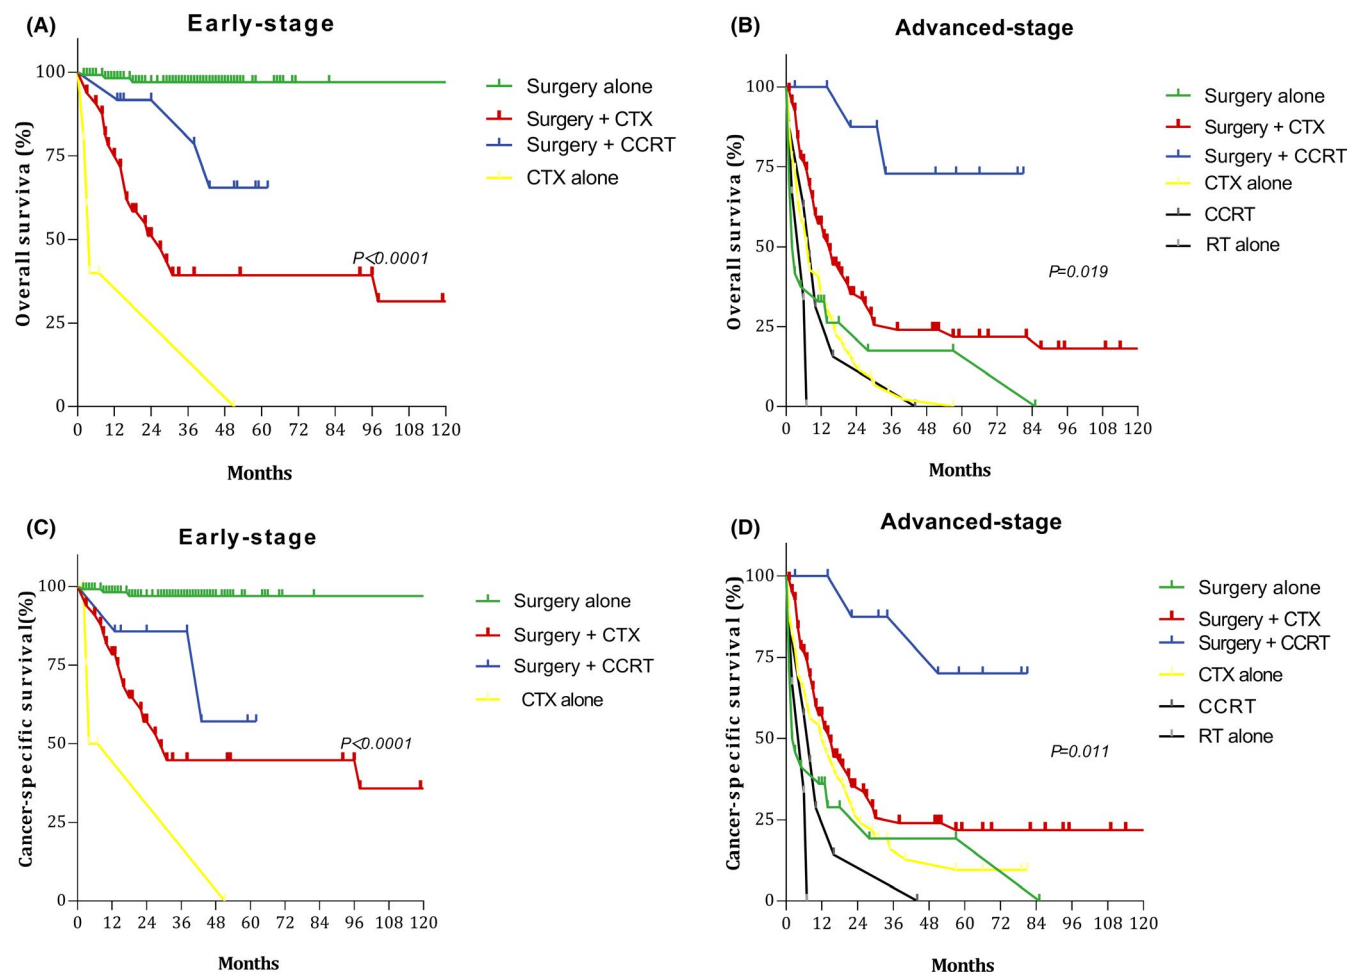 (A)
Early-stage
Overall surviva (%)
100
75
50
25
0
0 12 24 36 48 60 72 84 96 108 120
Months
P<0.0001
Surgery alone
Surgery + CTX
Surgery + CCRT
CTX alone
(B)
Advanced-stage
Overall surviva (%)
100
75
50
25
0
0 12 24 36 48 60 72 84 96 108 120
Months
P=0.019
Surgery alone
Surgery + CTX
Surgery + CCRT
CTX alone
CCRT
RT alone
(C)
Early-stage
Cancer-specific survival(%)
100
75
50
25
0
0 12 24 36 48 60 72 84 96 108 120
Months
P<0.0001
Surgery alone
Surgery + CTX
Surgery + CCRT
CTX alone
(D)
Advanced-stage
Cancer-specific survival (%)
100
75
50
25
0
0 12 24 36 48 60 72 84 96 108 120
Months
P=0.011
Surgery alone
Surgery + CTX
Surgery + CCRT
CTX alone
CCRT
RT alone